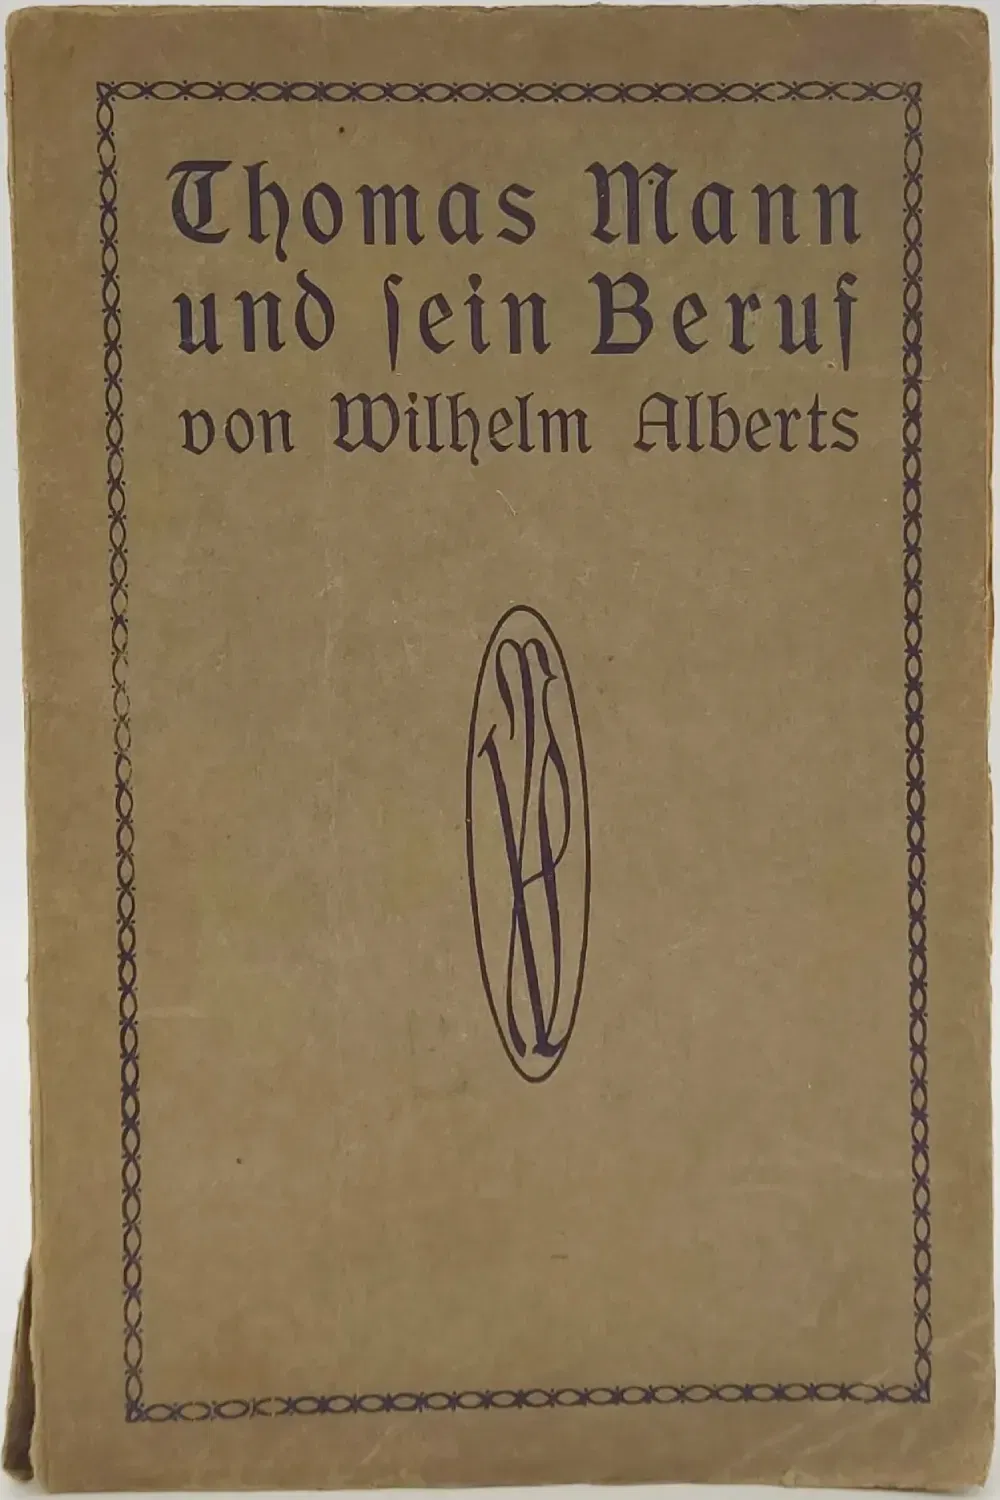 Thomas Mann
und ſein Beruf
von Wilhelm Alberts